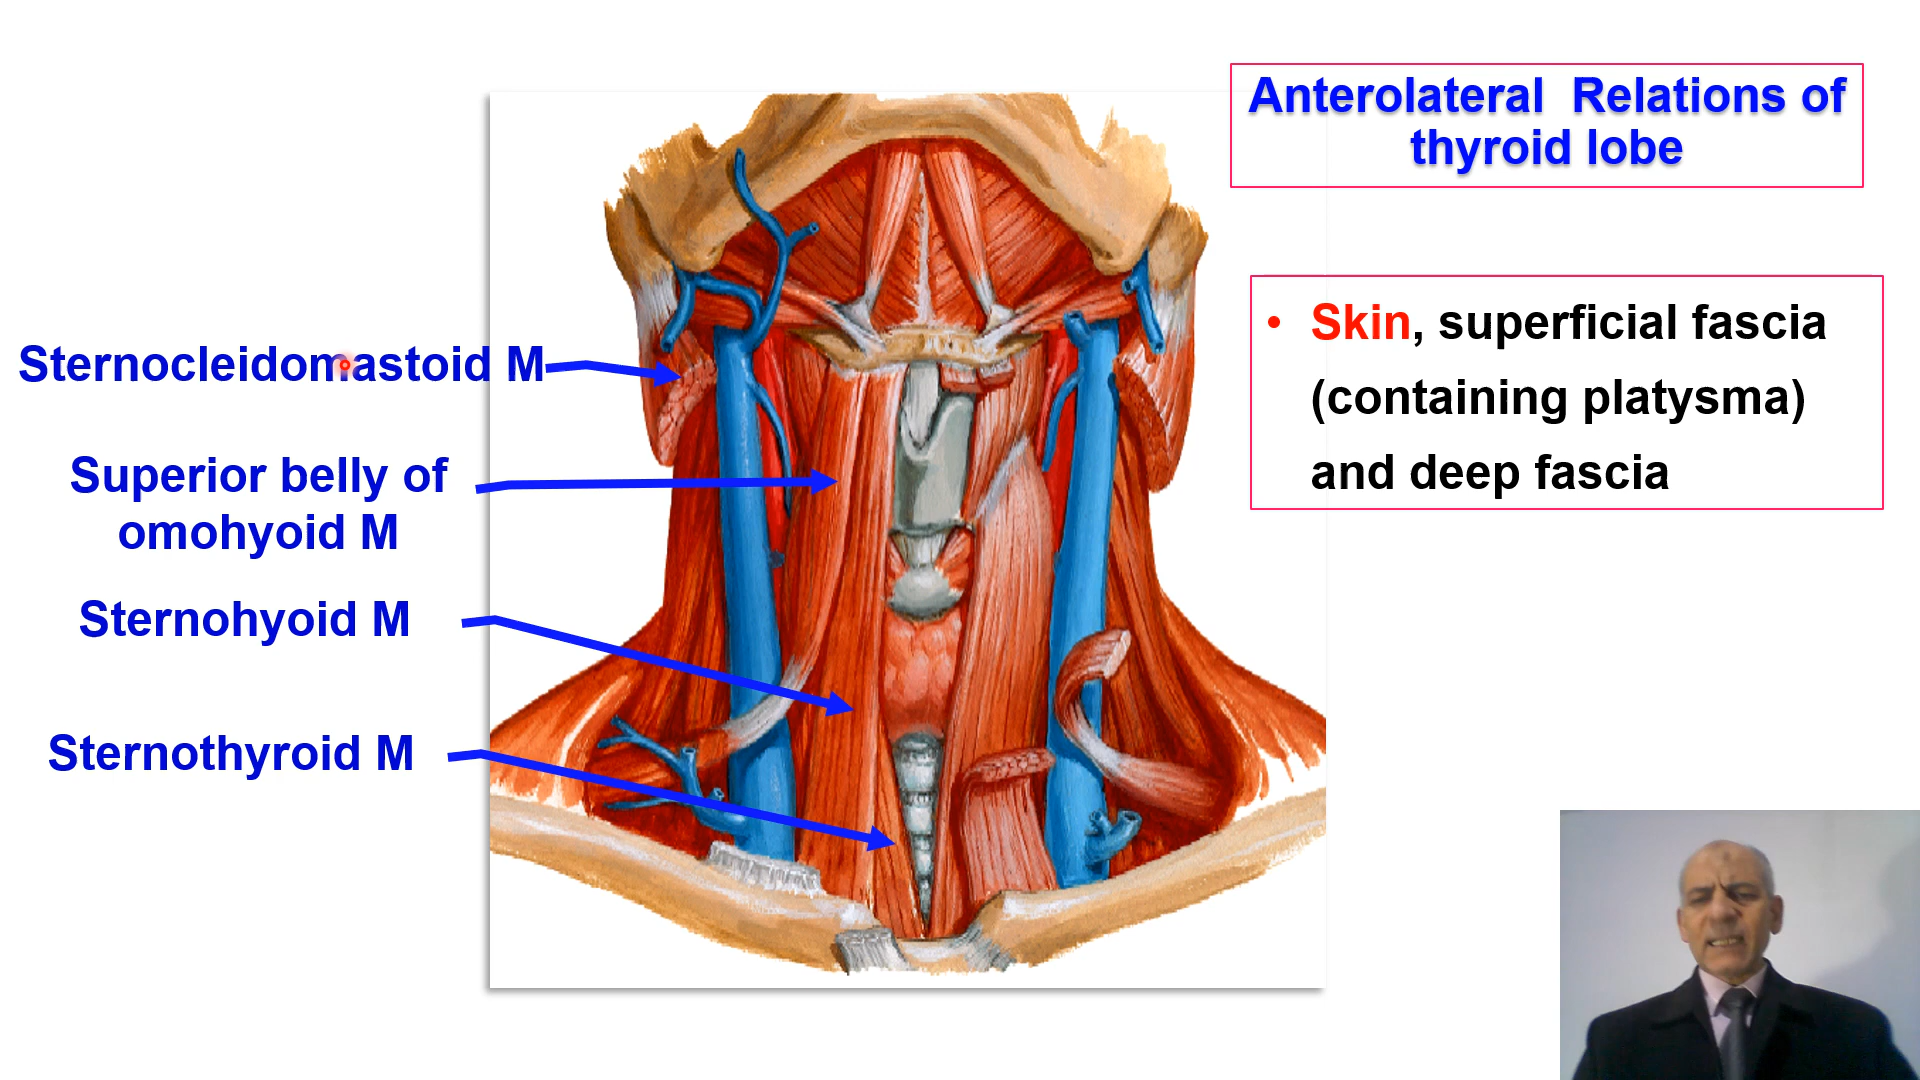 Anterolateral Relations of
thyroid lobe
Skin, superficial fascia
(containing platysma)
and deep fascia
Sternocleidomastoid M
Superior belly of
omohyoid M
Sternohyoid M
Sternothyroid M